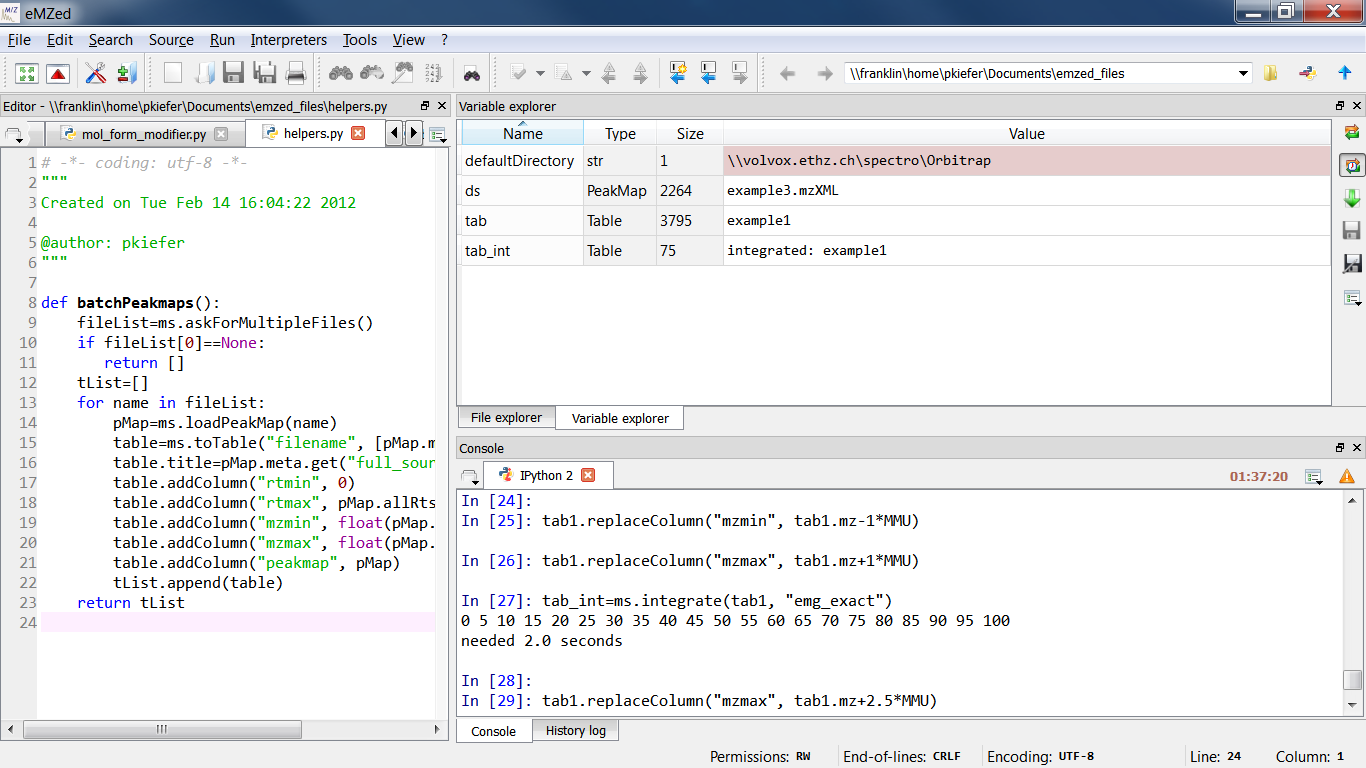 eMZed
File Edit Search Source Run Interpreters Tools View ?
\\franklin\home\pkiefer\Documents\emzed_files
Editor - \\franklin\home\pkiefer\Documents\emzed_files\helpers.py
mol_form_modifier.py helpers.py
1 # -*- coding: utf-8 -*-
2 """
3 Created on Tue Feb 14 16:04:22 2012
4
5 @author: pkiefer
6 """
7
8 def batchPeakmaps():
9 fileList=ms.askForMultipleFiles()
10 if fileList[0]==None:
11 return []
12 tList=[]
13 for name in fileList:
14 pMap=ms.loadPeakMap(name)
15 table=ms.toTable("filename", [pMap.m
16 table.title=pMap.meta.get("full_sour
17 table.addColumn("rtmin", 0)
18 table.addColumn("rtmax", pMap.allRts
19 table.addColumn("mzmin", float(pMap.
20 table.addColumn("mzmax", float(pMap.
21 table.addColumn("peakmap", pMap)
22 tList.append(table)
23 return tList
24
Variable explorer
Name Type Size Value
defaultDirectory str 1 \\volvox.ethz.ch\spectro\Orbitrap
ds PeakMap 2264 example3.mzXML
tab Table 3795 example1
tab_int Table 75 integrated: example1
File explorer Variable explorer
Console
IPython 2 01:37:20
In [24]:
In [25]: tab1.replaceColumn("mzmin", tab1.mz-1*MMU)
In [26]: tab1.replaceColumn("mzmax", tab1.mz+1*MMU)
In [27]: tab_int=ms.integrate(tab1, "emg_exact")
0 5 10 15 20 25 30 35 40 45 50 55 60 65 70 75 80 85 90 95 100
needed 2.0 seconds
In [28]:
In [29]: tab1.replaceColumn("mzmax", tab1.mz+2.5*MMU)
Console History log
Permissions: RW End-of-lines: CRLF Encoding: UTF-8 Line: 24 Column: 1